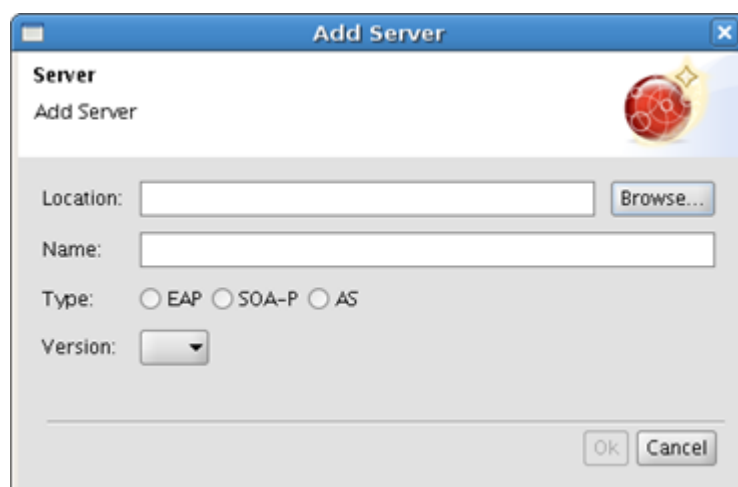 Add Server
Server
Add Server
Location: Browse...
Name:
Type: EAP SOA-P AS
Version:
Ok Cancel